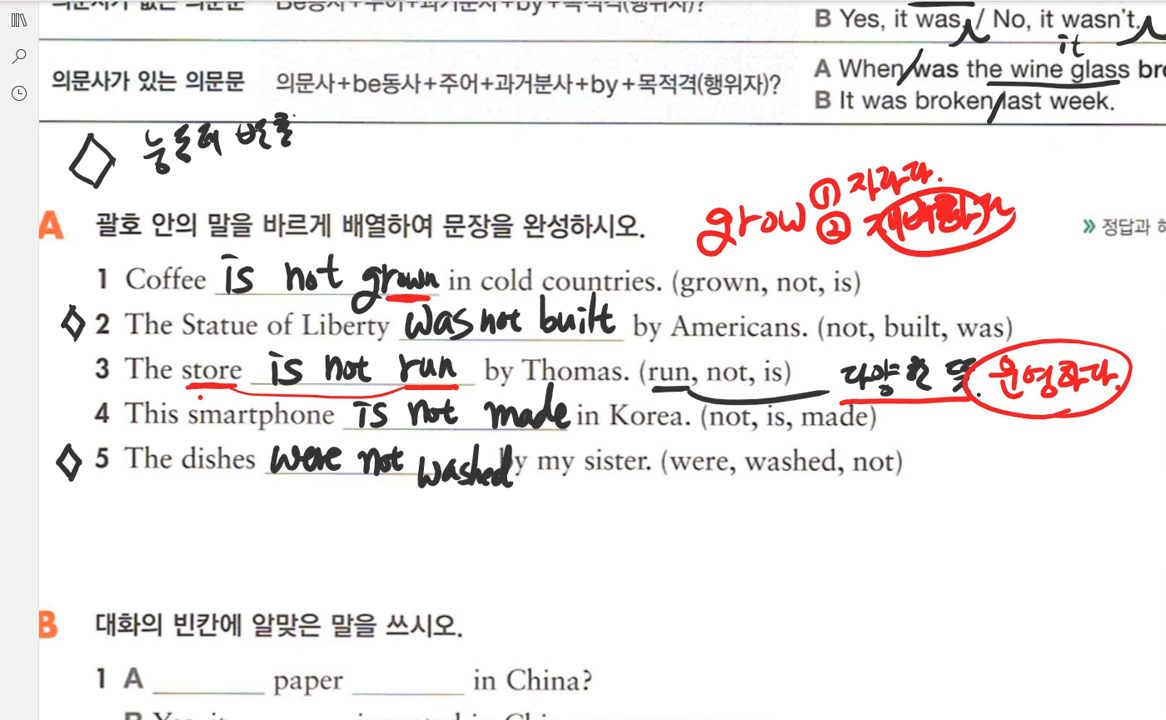 B Yes, it was. / No, it wasn't.
it
의문사가 있는 의문문 의문사+be동사+주어+과거분사+by+목적격(행위자)?
A When was the wine glass bro
B It was broken last week.
능동태 변환
grow ① 자라다.
② 재배하다
A 괄호 안의 말을 바르게 배열하여 문장을 완성하시오.
» 정답과 해
1 Coffee is not grown in cold countries. (grown, not, is)
2 The Statue of Liberty was not built by Americans. (not, built, was)
3 The store is not run by Thomas. (run, not, is) 다양한 뜻. 운영하다.
4 This smartphone is not made in Korea. (not, is, made)
5 The dishes were not washed by my sister. (were, washed, not)
B 대화의 빈칸에 알맞은 말을 쓰시오.
1 A ________ paper ________ in China?